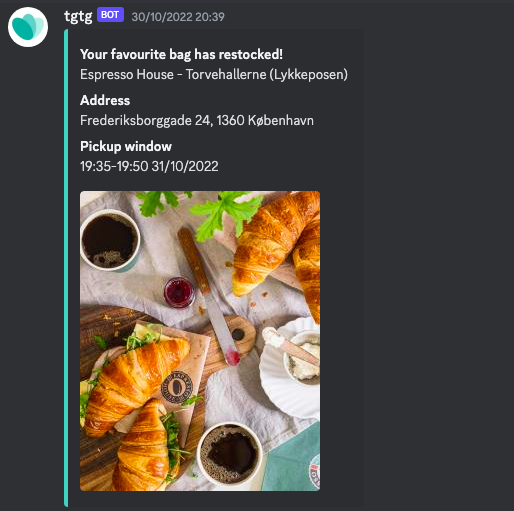 tgtg BOT 30/10/2022 20:39
Your favourite bag has restocked!
Espresso House - Torvehallerne (Lykkeposen)
Address
Frederiksborggade 24, 1360 København
Pickup window
19:35-19:50 31/10/2022